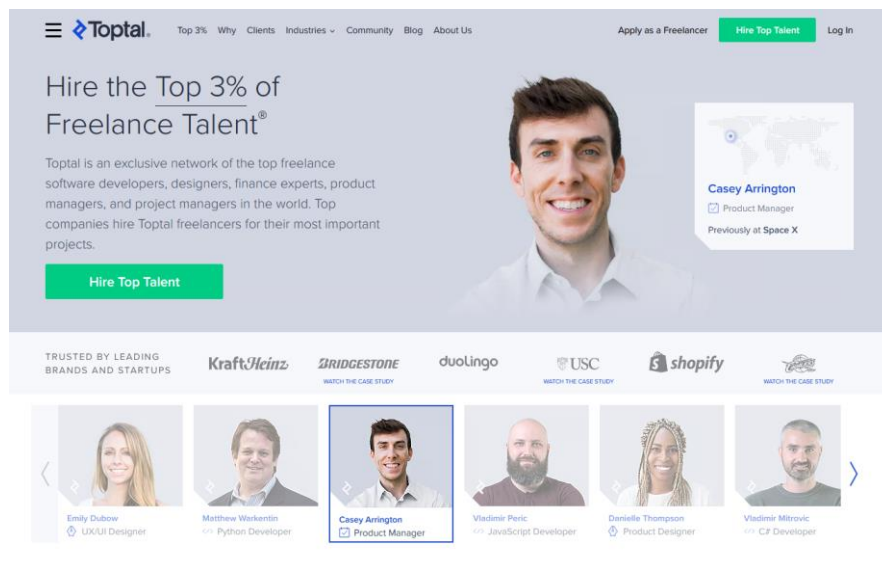 Toptal.
Top 3% Why Clients Industries Community Blog About Us
Apply as a Freelancer Hire Top Talent Log In
Hire the Top 3% of
Freelance Talent®
Toptal is an exclusive network of the top freelance
software developers, designers, finance experts, product
managers, and project managers in the world. Top
companies hire Toptal freelancers for their most important
projects.
Hire Top Talent
Casey Arrington
Product Manager
Previously at Space X
TRUSTED BY LEADING
BRANDS AND STARTUPS
KraftHeinz
BRIDGESTONE
WATCH THE CASE STUDY
duolingo
USC
WATCH THE CASE STUDY
shopify
WATCH THE CASE STUDY
Emily Dubow
UX/UI Designer
Matthew Warkentin
Python Developer
Casey Arrington
Product Manager
Vladimir Peric
JavaScript Developer
Danielle Thompson
Product Designer
Vladimir Mitrovic
C# Developer